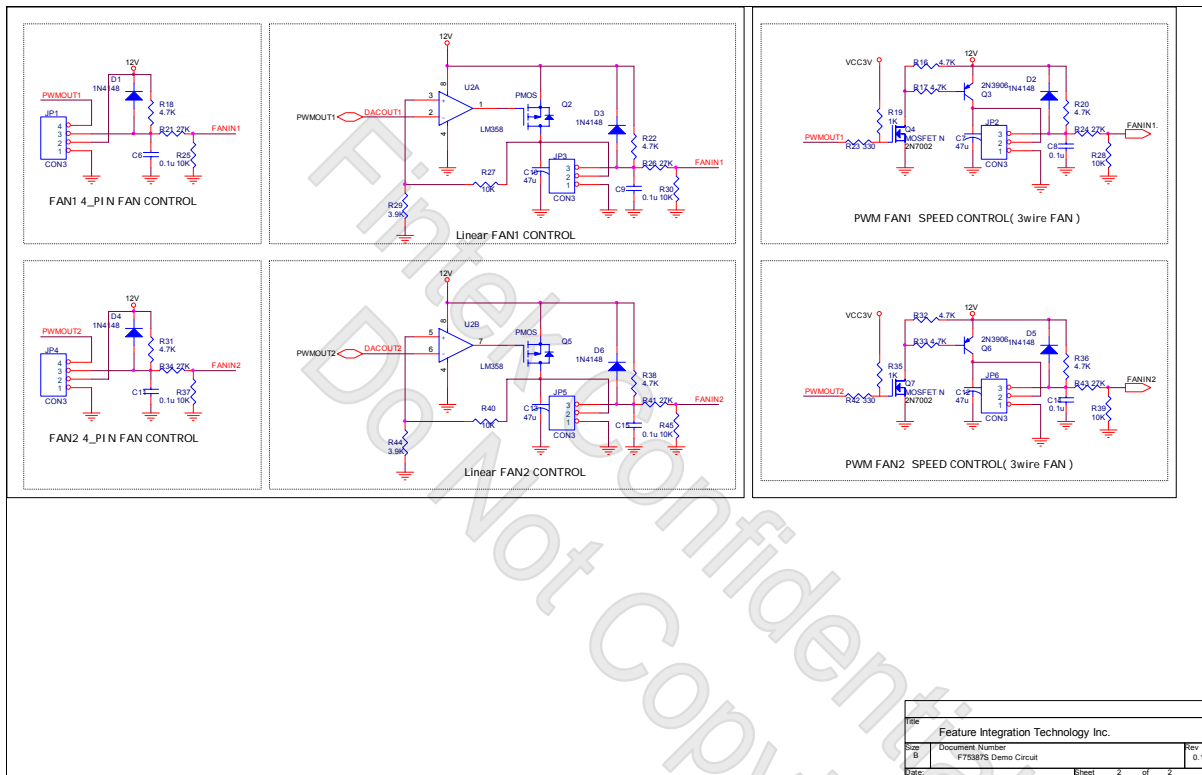 12V
D1
1N4148
PWMOUT1
R18
4.7K
JP1
4
3
2
1
R21 27K
FANIN1
C6
0.1u
R25
10K
CON3
FAN1 4_PIN FAN CONTROL
12V
8
U2A
3
+
2
-
1
4
PWMOUT1
DACOUT1
LM358
PMOS
Q2
D3
1N4148
R22
4.7K
JP3
3
2
1
R26 27K
FANIN1
C10
47u
R27
10K
CON3
C9
0.1u
R30
10K
R29
3.9K
Linear FAN1 CONTROL
12V
VCC3V
R16 4.7K
R17 4.7K
2N3906
Q3
D2
1N4148
R19
1K
Q4
MOSFET N
2N7002
PWMOUT1
R23 330
C7
47u
JP2
3
2
1
CON3
R20
4.7K
R24 27K
FANIN1.
C8
0.1u
R28
10K
PWM FAN1 SPEED CONTROL( 3wire FAN )
12V
D4
1N4148
PWMOUT2
R31
4.7K
JP4
4
3
2
1
R34 27K
FANIN2
0.1u
R37
10K
CON3
FAN2 4_PIN FAN CONTROL
12V
8
U2B
5
+
6
-
7
4
PWMOUT2
DACOUT2
LM358
PMOS
Q5
D6
1N4148
R38
4.7K
JP5
3
2
1
R41 27K
FANIN2
47u
R40
10K
CON3
C15
0.1u
R45
10K
R44
3.9K
Linear FAN2 CONTROL
12V
VCC3V
R32 4.7K
R33 4.7K
2N3906
Q6
D5
1N4148
R35
1K
Q7
MOSFET N
2N7002
PWMOUT2
R42 330
C12
47u
JP6
3
2
1
CON3
R36
4.7K
R43 27K
FANIN2
C14
0.1u
R39
10K
PWM FAN2 SPEED CONTROL( 3wire FAN )
Fintek Confidential
Do Not Copy
Title
Feature Integration Technology Inc.
Size
B
Document Number
F75387S Demo Circuit
Rev
0.1
Date:
Sheet 2 of 2